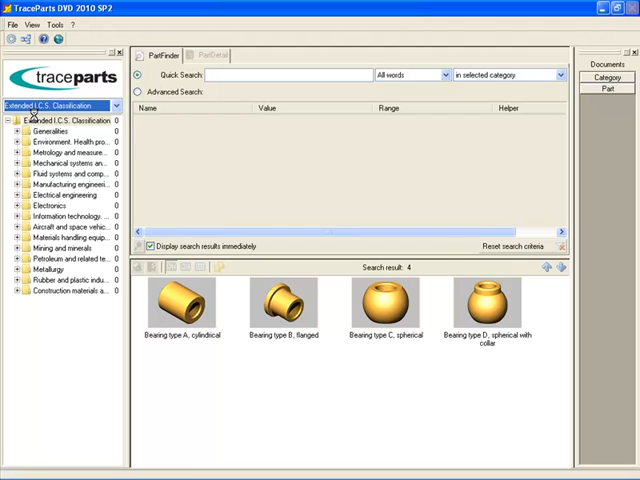 TraceParts DVD 2010 SP2
File View Tools ?
traceparts
Extended I.C.S. Classification
Extended I.C.S. Classification 0
Generalities 0
Environment. Health pro... 0
Metrology and measure... 0
Mechanical systems an... 0
Fluid systems and comp... 0
Manufacturing engineeri... 0
Electrical engineering 0
Electronics 0
Information technology. ... 0
Aircraft and space vehic... 0
Materials handling equip... 0
Mining and minerals 0
Petroleum and related te... 0
Metallurgy 0
Rubber and plastic indu... 0
Construction materials a... 0
PartFinder PartDetail
Quick Search: All words in selected category
Advanced Search:
Name Value Range Helper
Display search results immediately Reset search criteria
Search result: 4
Bearing type A, cylindrical
Bearing type B, flanged
Bearing type C, spherical
Bearing type D, spherical with
collar
Documents
Category
Part